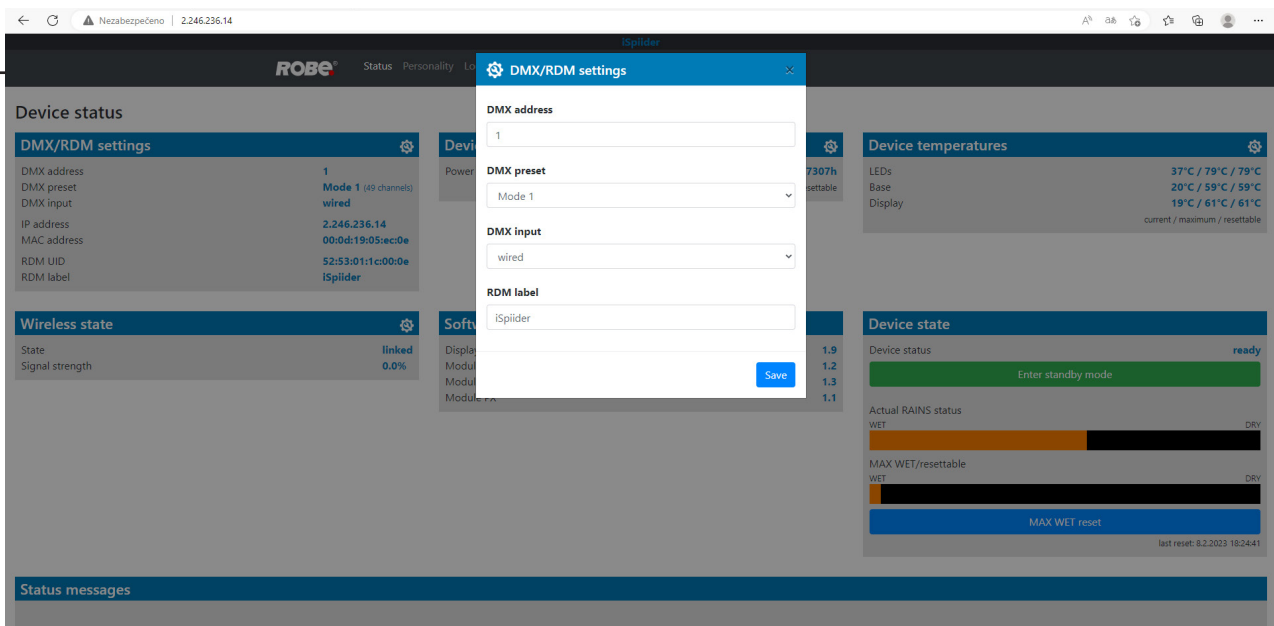 Nezabezpečeno | 2.246.236.14
iSpiider
ROBE® Status Personality Lo
DMX/RDM settings ×
DMX address
1
DMX preset
Mode 1
DMX input
wired
RDM label
iSpiider
Save
Device status
DMX/RDM settings
DMX address 1
DMX preset Mode 1 (49 channels)
DMX input wired
IP address 2.246.236.14
MAC address 00:0d:19:05:ec:0e
RDM UID 52:53:01:1c:00:0e
RDM label iSpiider
Devi
Power 7307h
settable
Device temperatures
LEDs 37°C / 79°C / 79°C
Base 20°C / 59°C / 59°C
Display 19°C / 61°C / 61°C
current / maximum / resettable
Wireless state
State linked
Signal strength 0.0%
Softw
Display 1.9
Modul 1.2
Modul 1.3
Module FX 1.1
Device state
Device status ready
Enter standby mode
Actual RAINS status
WET DRY
MAX WET/resettable
WET DRY
MAX WET reset
last reset: 8.2.2023 18:24:41
Status messages